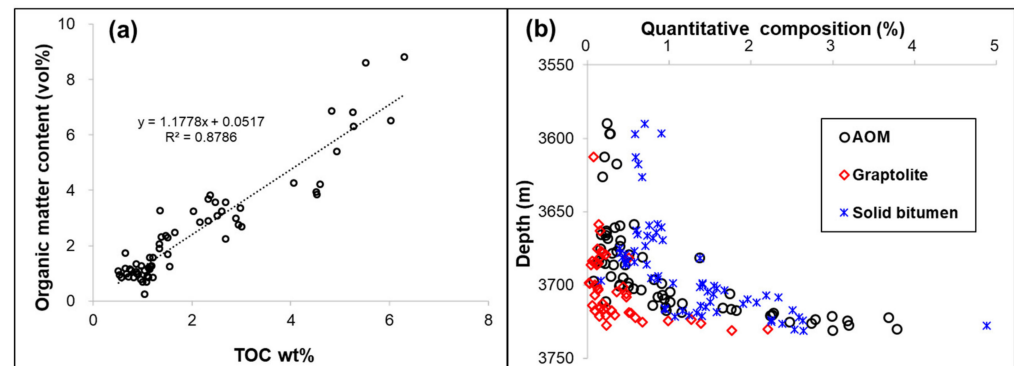 (a)
Organic matter content (vol%)
10
8
6
4
2
0
y = 1.1778x + 0.0517
R² = 0.8786
0 2 4 6 8
TOC wt%
(b)
Quantitative composition (%)
0 1 2 3 4 5
Depth (m)
3550
3600
3650
3700
3750
AOM
Graptolite
Solid bitumen